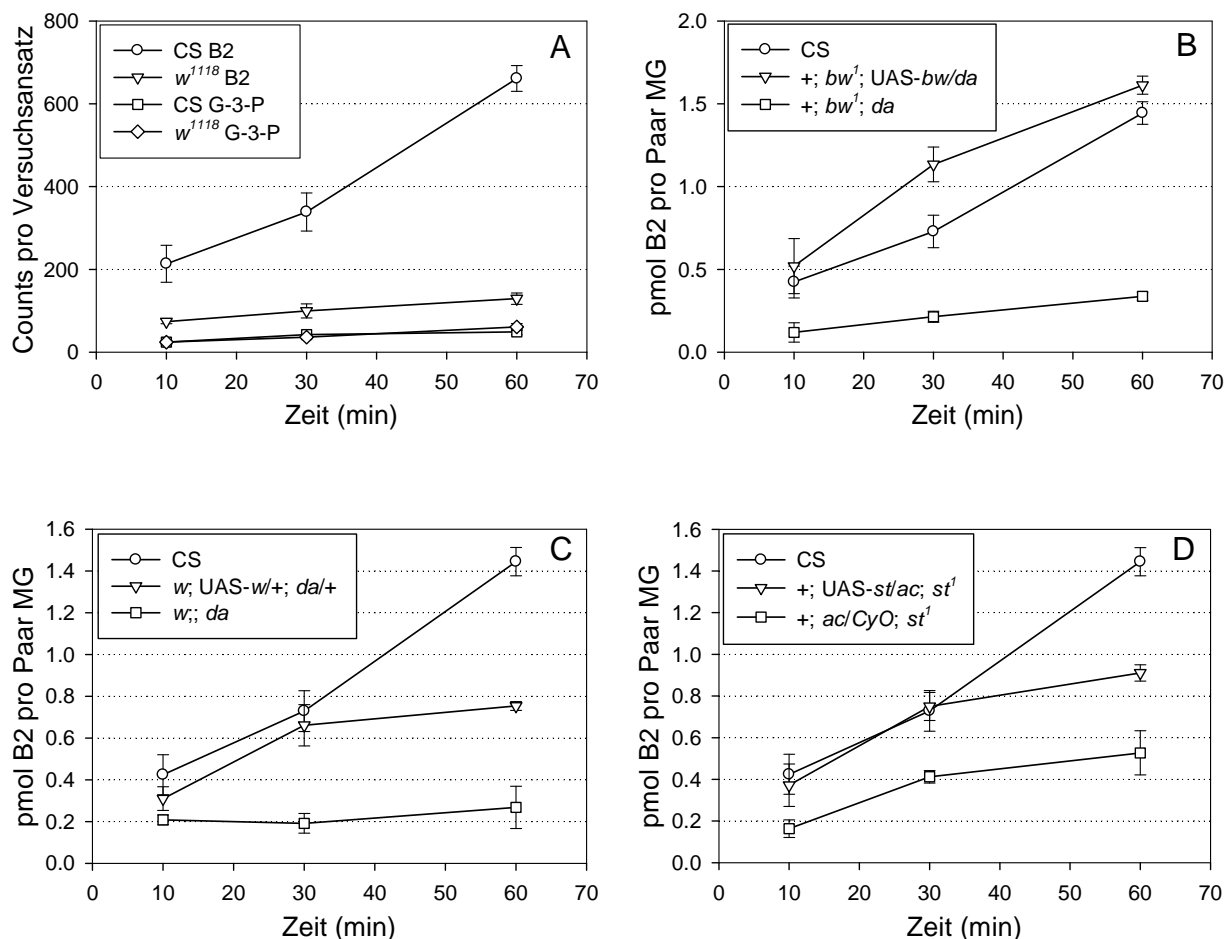 A
CS B2
w1118 B2
CS G-3-P
w1118 G-3-P
Counts pro Versuchsansatz
800
600
400
200
0
0 10 20 30 40 50 60 70
Zeit (min)
B
CS
+; bw1; UAS-bw/da
+; bw1; da
pmol B2 pro Paar MG
2.0
1.5
1.0
0.5
0.0
0 10 20 30 40 50 60 70
Zeit (min)
C
CS
w; UAS-w/+; da/+
w;; da
pmol B2 pro Paar MG
1.6
1.4
1.2
1.0
0.8
0.6
0.4
0.2
0.0
0 10 20 30 40 50 60 70
Zeit (min)
D
CS
+; UAS-st/ac; st1
+; ac/CyO; st1
pmol B2 pro Paar MG
1.6
1.4
1.2
1.0
0.8
0.6
0.4
0.2
0.0
0 10 20 30 40 50 60 70
Zeit (min)